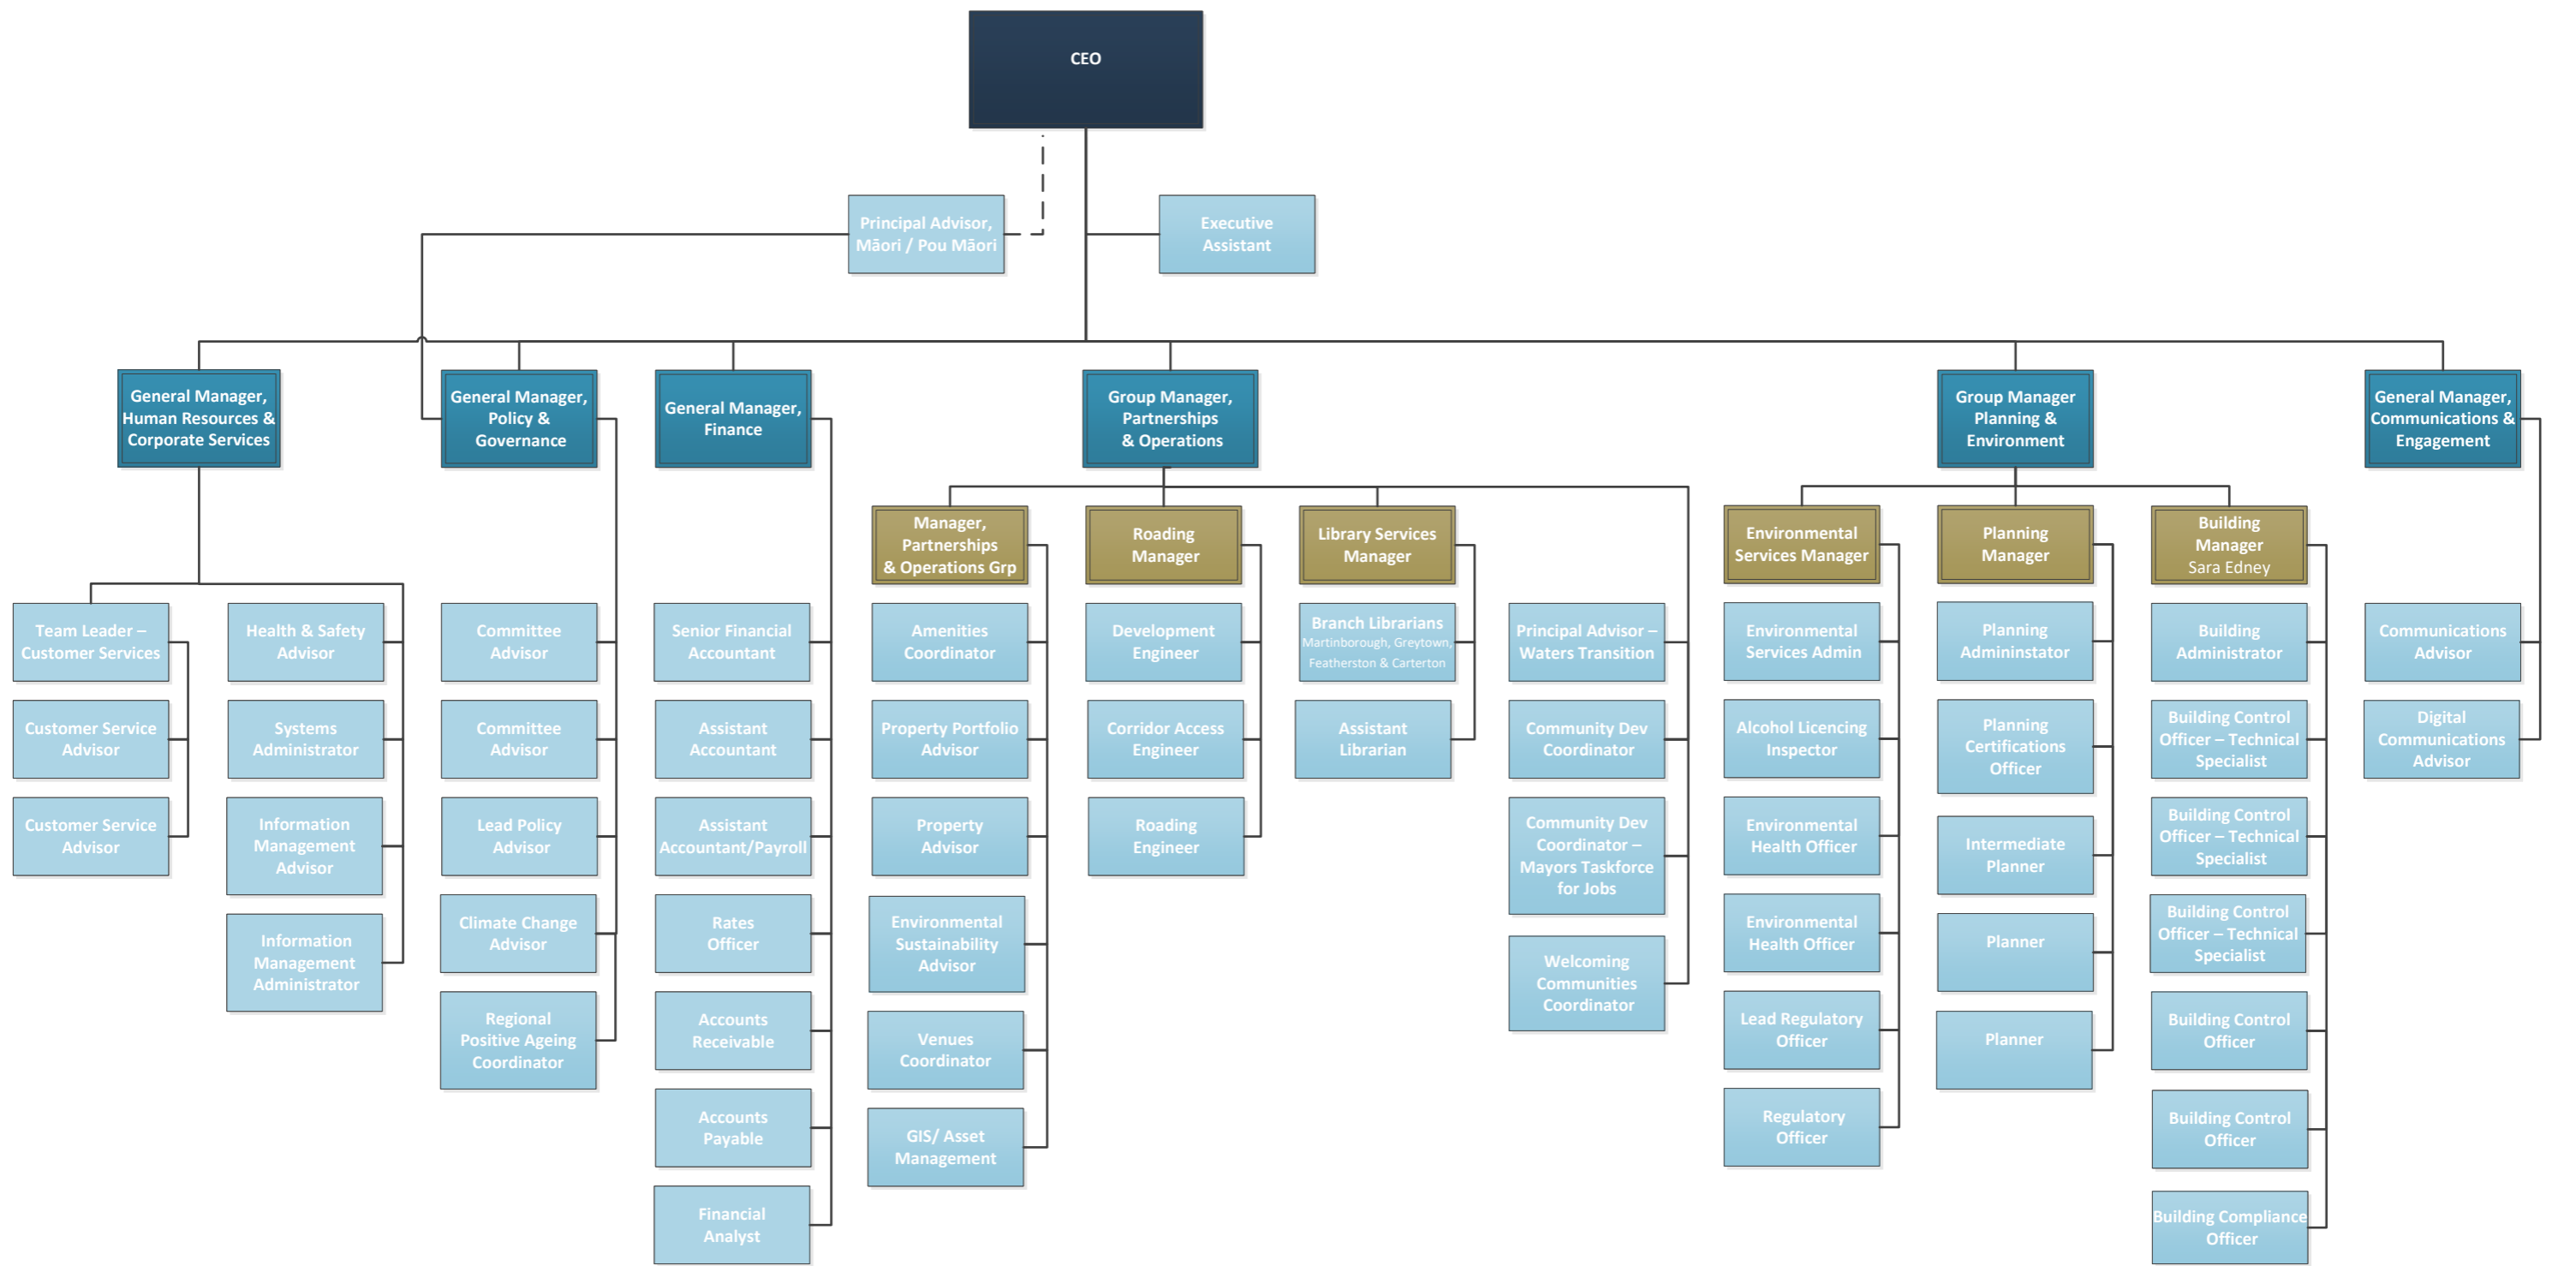 CEO
Principal Advisor,
Māori / Pou Māori
Executive
Assistant
General Manager,
Human Resources &
Corporate Services
General Manager,
Policy &
Governance
General Manager,
Finance
Group Manager,
Partnerships
& Operations
Group Manager
Planning &
Environment
General Manager,
Communications &
Engagement
Manager,
Partnerships
& Operations Grp
Roading
Manager
Library Services
Manager
Environmental
Services Manager
Planning
Manager
Building
Manager
Sara Edney
Team Leader –
Customer Services
Customer Service
Advisor
Customer Service
Advisor
Health & Safety
Advisor
Systems
Administrator
Information
Management
Advisor
Information
Management
Administrator
Committee
Advisor
Committee
Advisor
Lead Policy
Advisor
Climate Change
Advisor
Regional
Positive Ageing
Coordinator
Senior Financial
Accountant
Assistant
Accountant
Assistant
Accountant/Payroll
Rates
Officer
Accounts
Receivable
Accounts
Payable
Financial
Analyst
Amenities
Coordinator
Property Portfolio
Advisor
Property
Advisor
Environmental
Sustainability
Advisor
Venues
Coordinator
GIS/ Asset
Management
Development
Engineer
Corridor Access
Engineer
Roading
Engineer
Branch Librarians
Martinborough, Greytown,
Featherston & Carterton
Assistant
Librarian
Principal Advisor –
Waters Transition
Community Dev
Coordinator
Community Dev
Coordinator –
Mayors Taskforce
for Jobs
Welcoming
Communities
Coordinator
Environmental
Services Admin
Alcohol Licencing
Inspector
Environmental
Health Officer
Environmental
Health Officer
Lead Regulatory
Officer
Regulatory
Officer
Planning
Admininstator
Planning
Certifications
Officer
Intermediate
Planner
Planner
Planner
Building
Administrator
Building Control
Officer – Technical
Specialist
Building Control
Officer – Technical
Specialist
Building Control
Officer – Technical
Specialist
Building Control
Officer
Building Control
Officer
Building Compliance
Officer
Communications
Advisor
Digital
Communications
Advisor